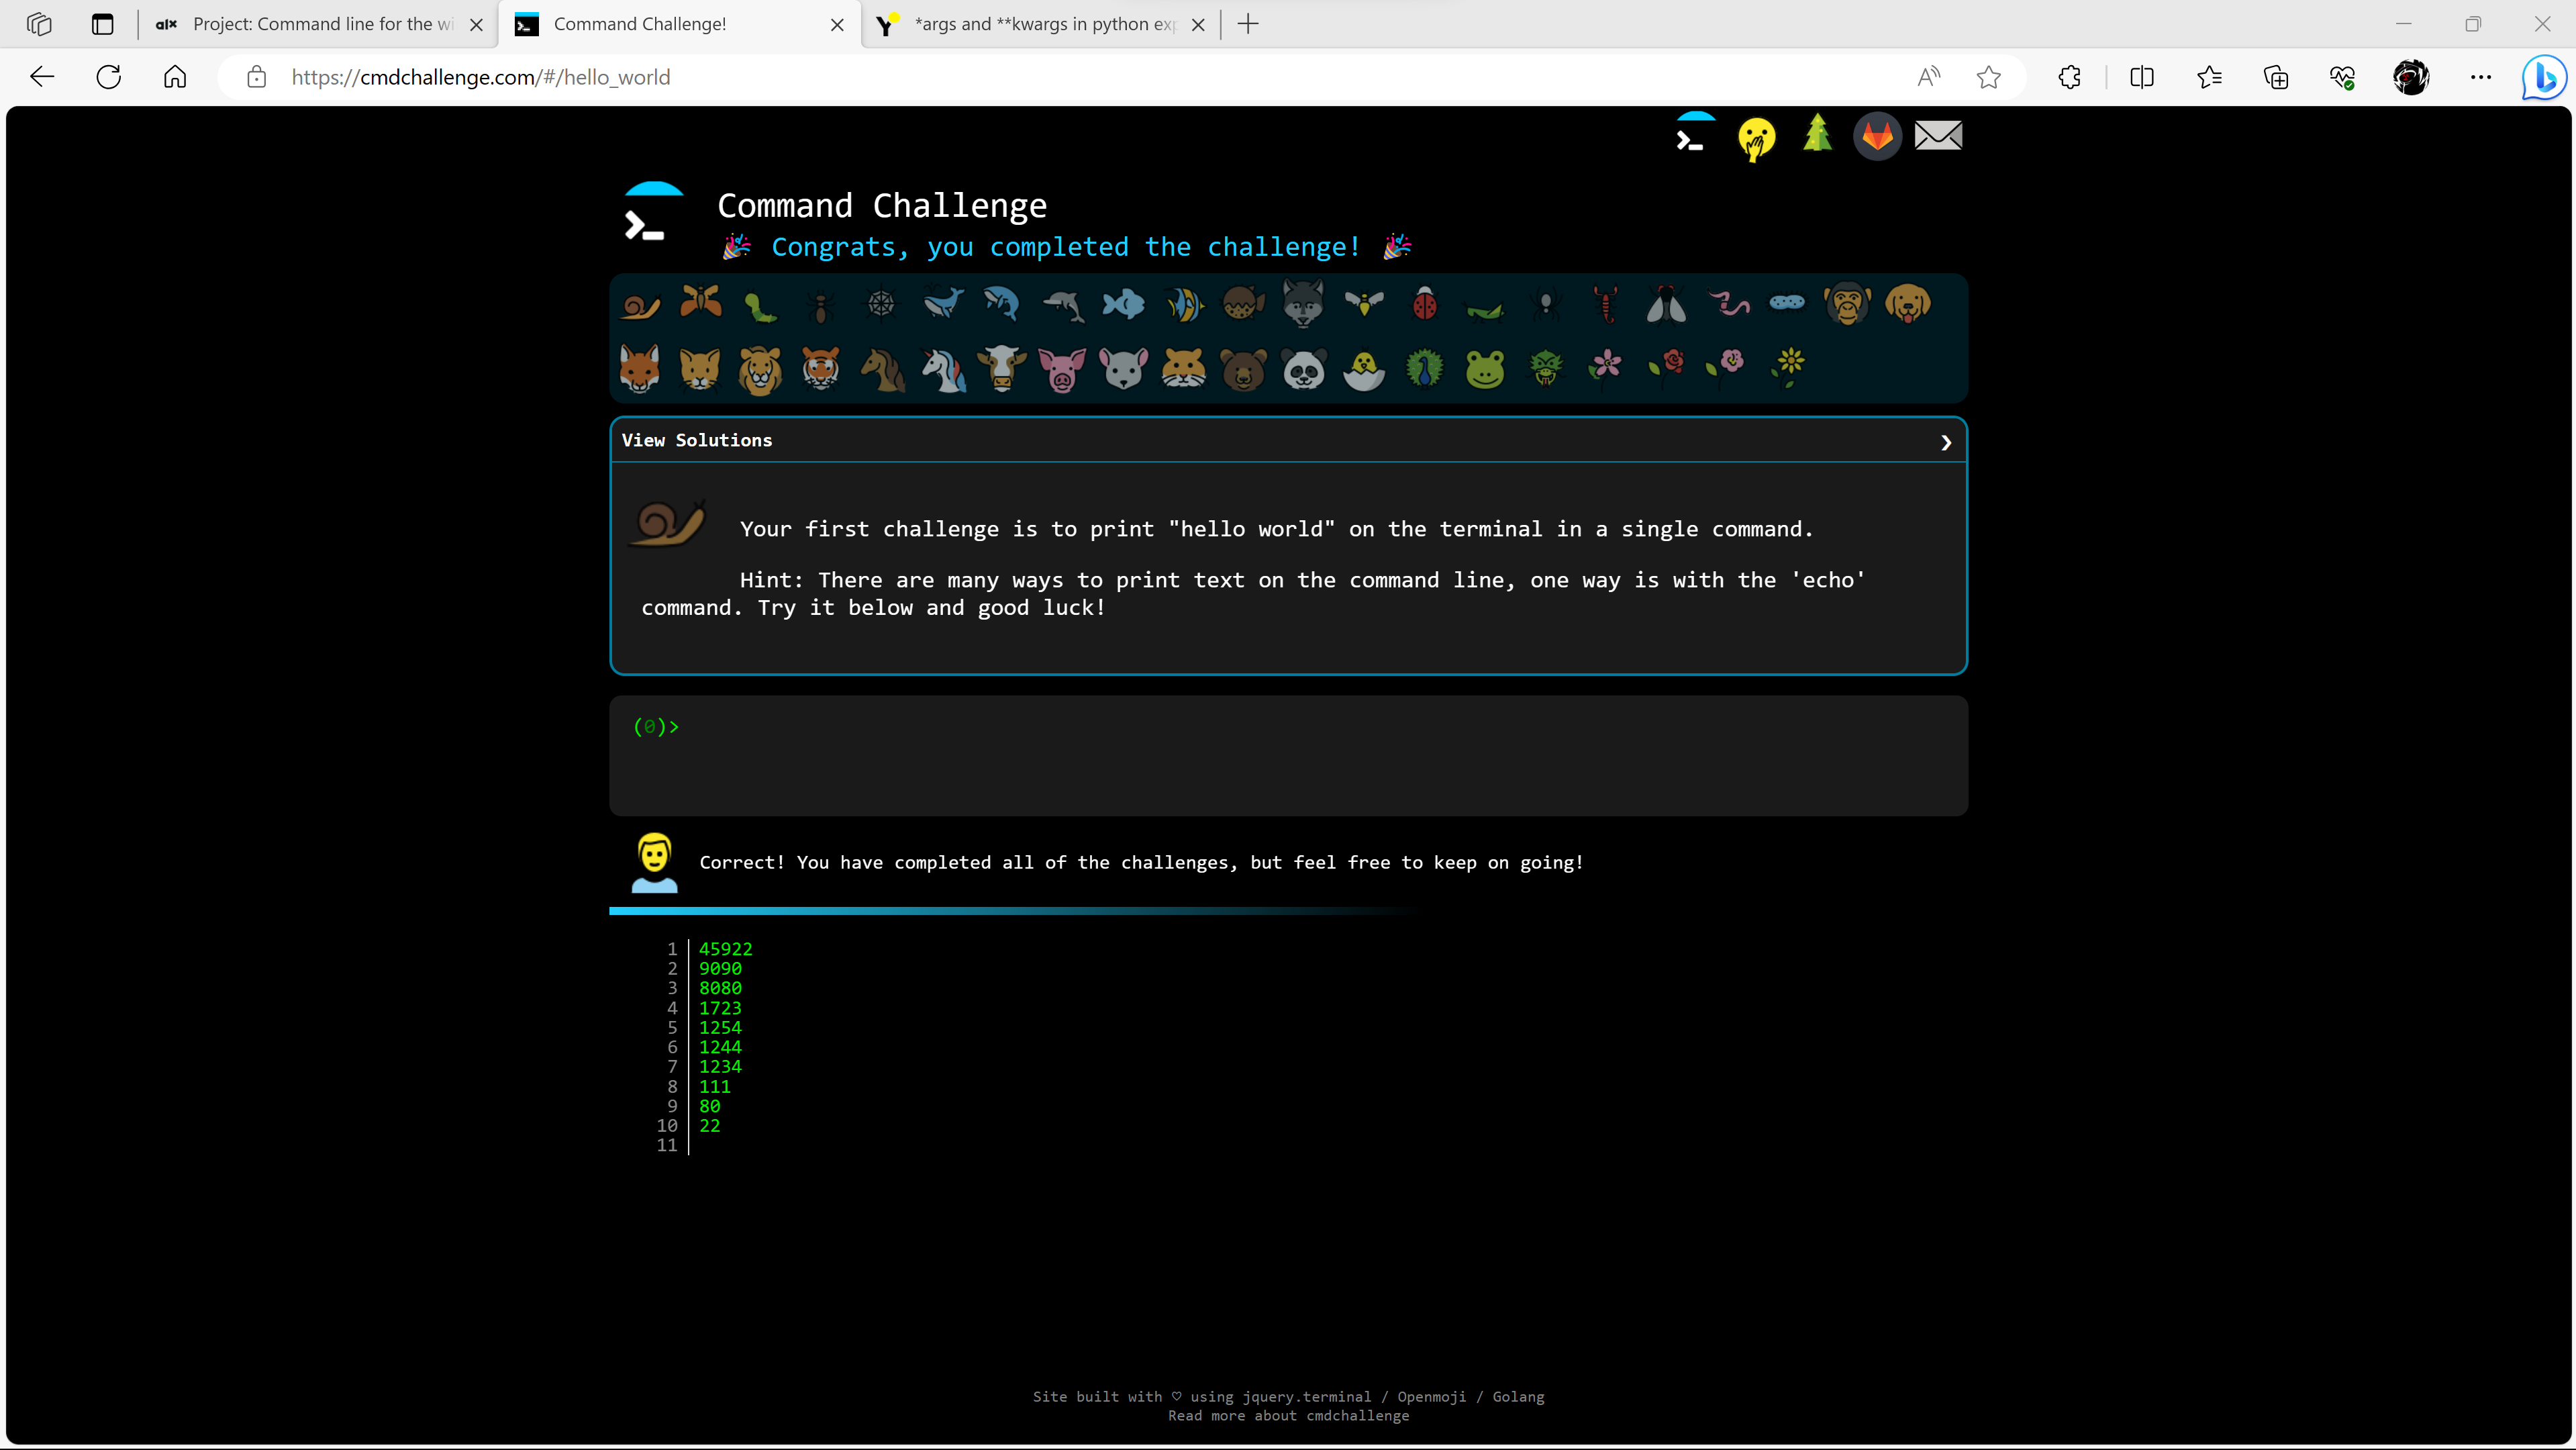 alx Project: Command line for the wi
Command Challenge!
*args and **kwargs in python exp
https://cmdchallenge.com/#/hello_world
Command Challenge
🎉 Congrats, you completed the challenge! 🎉
View Solutions
Your first challenge is to print "hello world" on the terminal in a single command.
Hint: There are many ways to print text on the command line, one way is with the 'echo'
command. Try it below and good luck!
(0)>
Correct! You have completed all of the challenges, but feel free to keep on going!
1 45922
2 9090
3 8080
4 1723
5 1254
6 1244
7 1234
8 111
9 80
10 22
11
Site built with ♡ using jquery.terminal / Openmoji / Golang
Read more about cmdchallenge